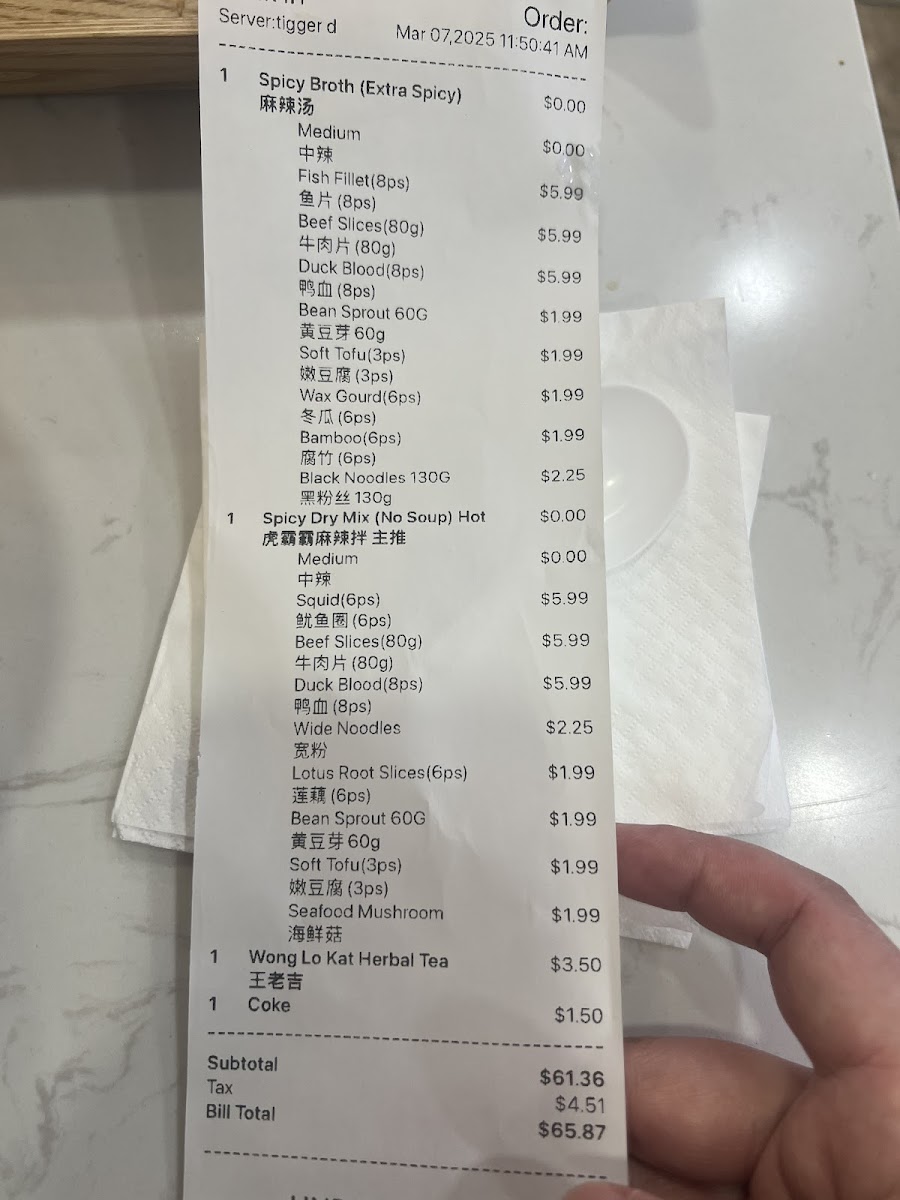 Order:
Server:tigger d
Mar 07,2025 11:50:41 AM
1 Spicy Broth (Extra Spicy) $0.00
麻辣汤
Medium $0.00
中辣
Fish Fillet(8ps) $5.99
鱼片 (8ps)
Beef Slices(80g) $5.99
牛肉片 (80g)
Duck Blood(8ps) $5.99
鸭血 (8ps)
Bean Sprout 60G $1.99
黄豆芽 60g
Soft Tofu(3ps) $1.99
嫩豆腐 (3ps)
Wax Gourd(6ps) $1.99
冬瓜 (6ps)
Bamboo(6ps) $1.99
腐竹 (6ps)
Black Noodles 130G $2.25
黑粉丝 130g
1 Spicy Dry Mix (No Soup) Hot $0.00
虎霸霸麻辣拌 主推
Medium $0.00
中辣
Squid(6ps) $5.99
鱿鱼圈 (6ps)
Beef Slices(80g) $5.99
牛肉片 (80g)
Duck Blood(8ps) $5.99
鸭血 (8ps)
Wide Noodles $2.25
宽粉
Lotus Root Slices(6ps) $1.99
莲藕 (6ps)
Bean Sprout 60G $1.99
黄豆芽 60g
Soft Tofu(3ps) $1.99
嫩豆腐 (3ps)
Seafood Mushroom $1.99
海鲜菇
1 Wong Lo Kat Herbal Tea $3.50
王老吉
1 Coke $1.50
Subtotal $61.36
Tax $4.51
Bill Total $65.87